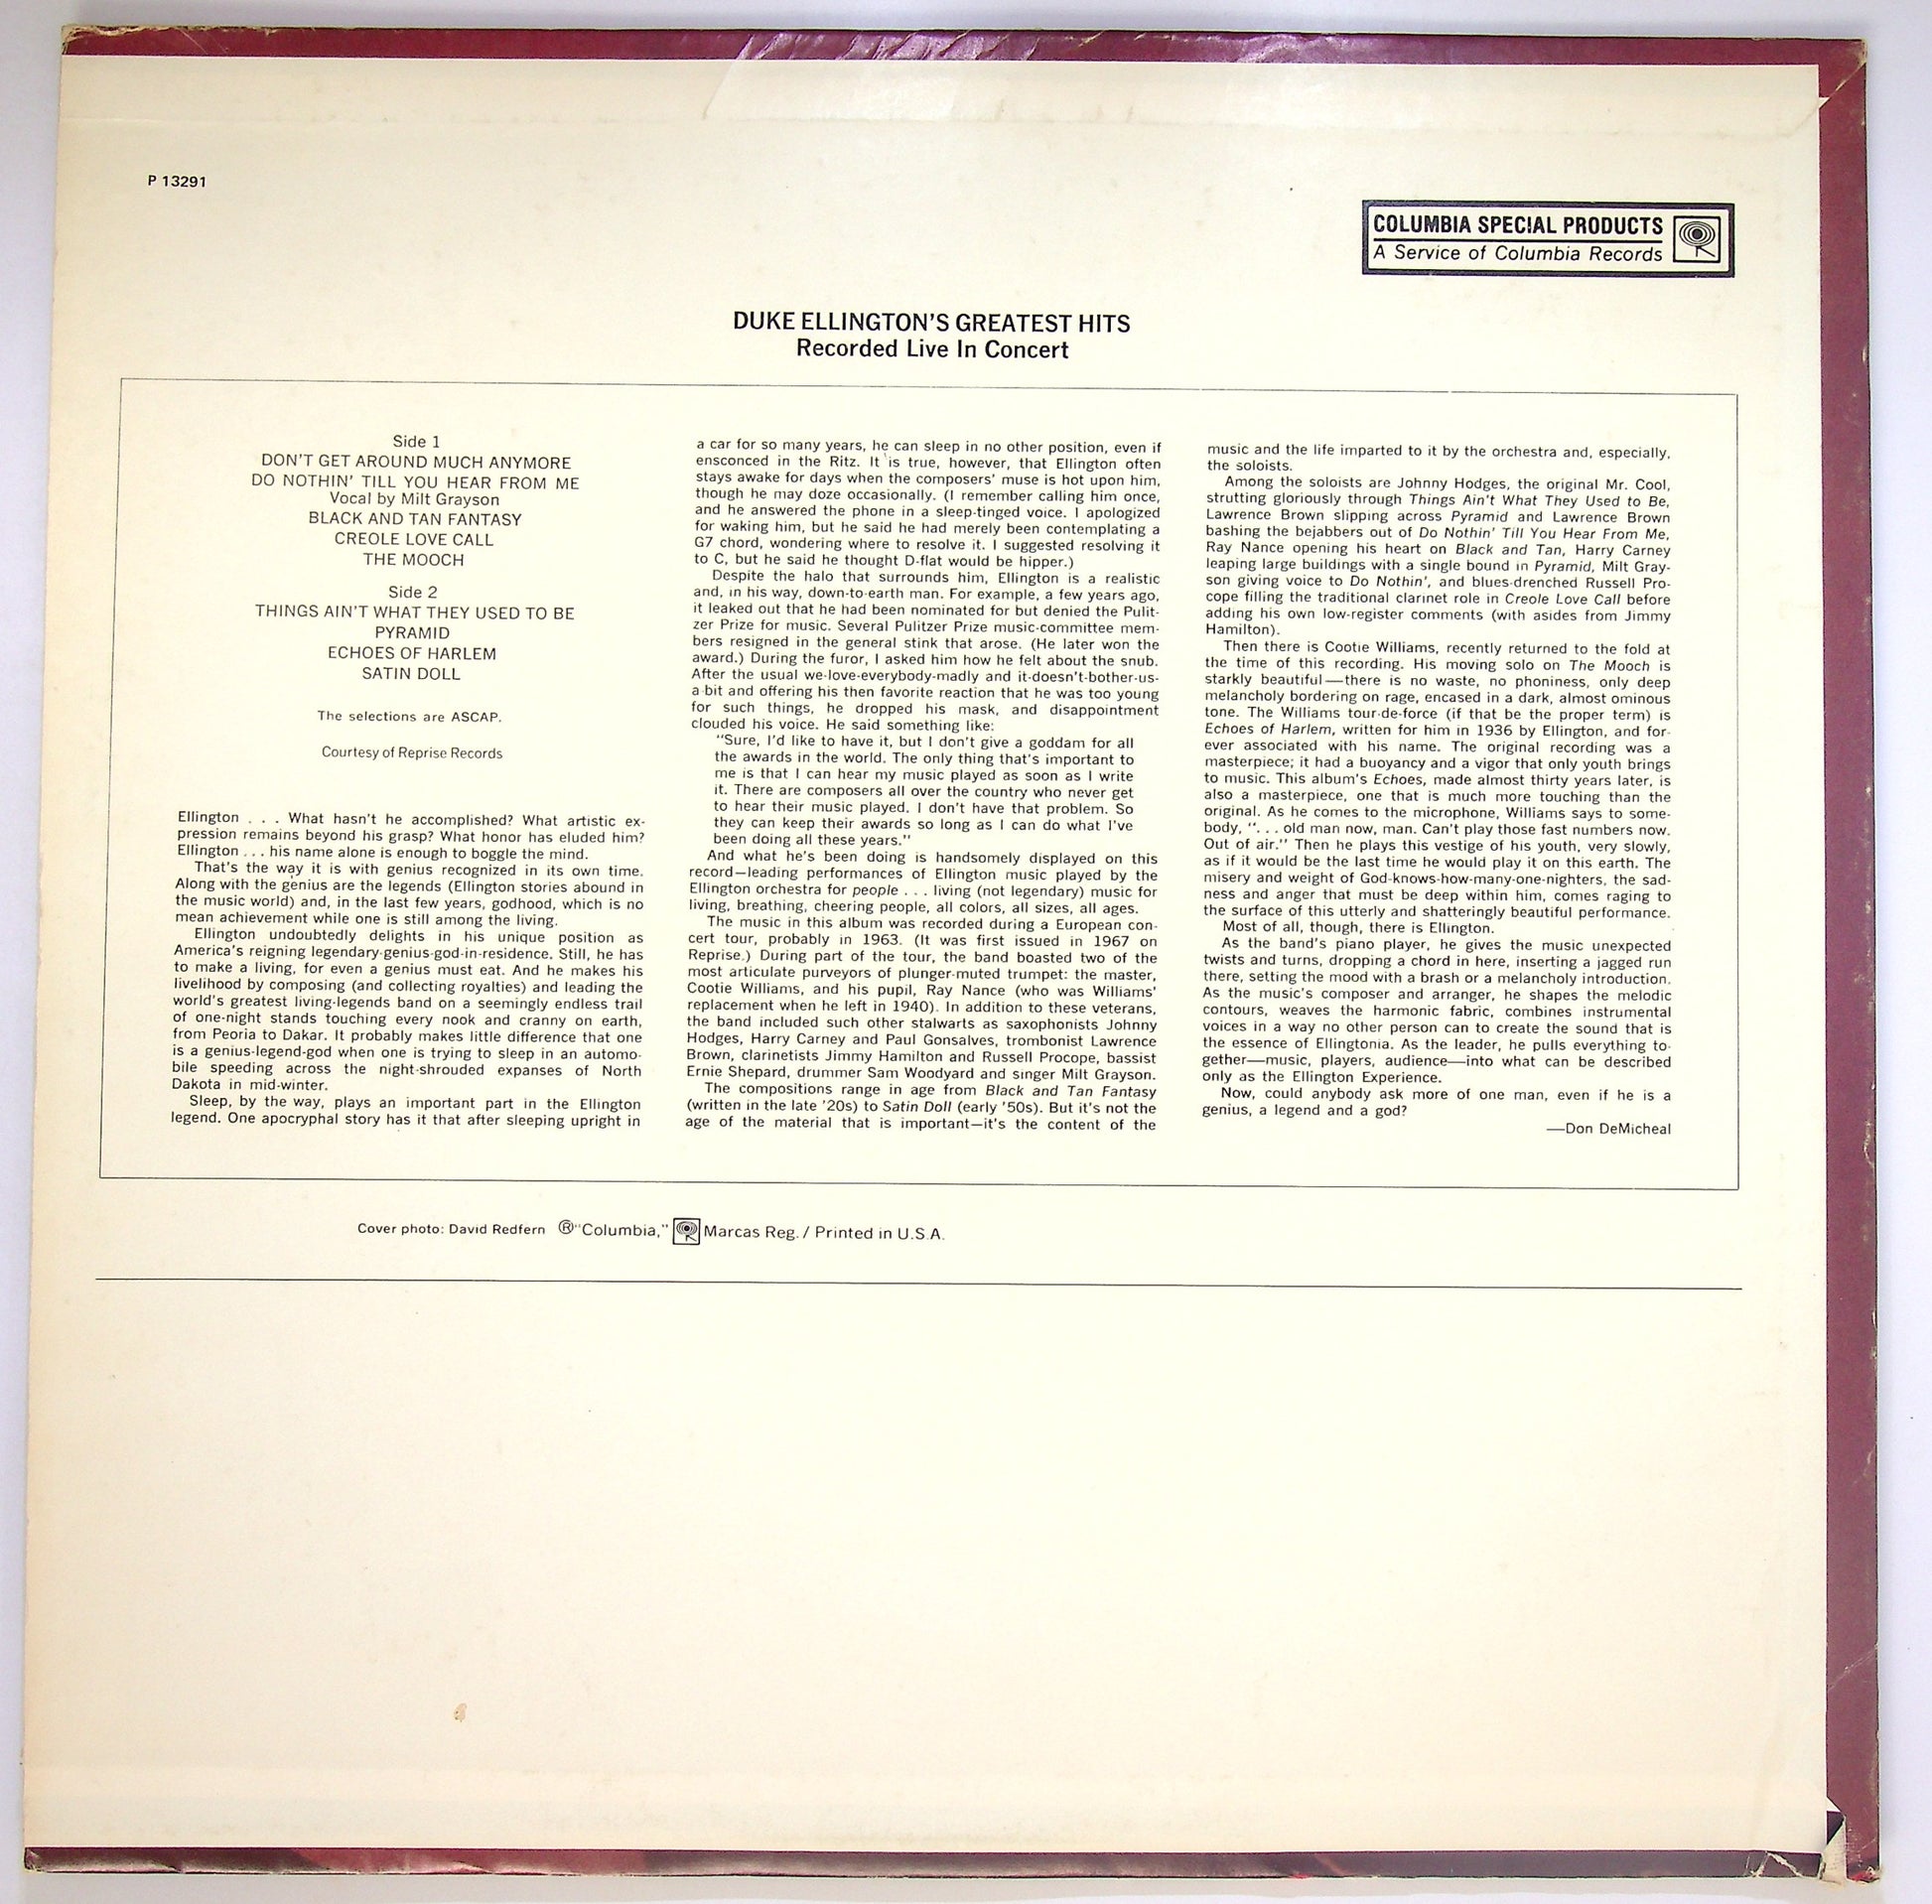 P 13291
COLUMBIA SPECIAL PRODUCTS
A Service of Columbia Records
DUKE ELLINGTON'S GREATEST HITS
Recorded Live In Concert
Side 1
DON'T GET AROUND MUCH ANYMORE
DO NOTHIN' TILL YOU HEAR FROM ME
Vocal by Milt Grayson
BLACK AND TAN FANTASY
CREOLE LOVE CALL
THE MOOCH
Side 2
THINGS AIN'T WHAT THEY USED TO BE
PYRAMID
ECHOES OF HARLEM
SATIN DOLL
The selections are ASCAP.
Courtesy of Reprise Records
Ellington . . . What hasn't he accomplished? What artistic ex-
pression remains beyond his grasp? What honor has eluded him?
Ellington . . . his name alone is enough to boggle the mind.
That's the way it is with genius recognized in its own time.
Along with the genius are the legends (Ellington stories abound in
the music world) and, in the last few years, godhood, which is no
mean achievement while one is still among the living.
Ellington undoubtedly delights in his unique position as
America's reigning legendary-genius-god-in-residence. Still, he has
to make a living, for even a genius must eat. And he makes his
livelihood by composing (and collecting royalties) and leading the
world's greatest living-legends band on a seemingly endless trail
of one-night stands touching every nook and cranny on earth,
from Peoria to Dakar. It probably makes little difference that one
is a genius-legend-god when one is trying to sleep in an automo-
bile speeding across the night-shrouded expanses of North
Dakota in mid-winter.
Sleep, by the way, plays an important part in the Ellington
legend. One apocryphal story has it that after sleeping upright in
a car for so many years, he can sleep in no other position, even if
ensconced in the Ritz. It is true, however, that Ellington often
stays awake for days when the composers' muse is hot upon him,
though he may doze occasionally. (I remember calling him once,
and he answered the phone in a sleep-tinged voice. I apologized
for waking him, but he said he had merely been contemplating a
G7 chord, wondering where to resolve it. I suggested resolving it
to C, but he said he thought D-flat would be hipper.)
Despite the halo that surrounds him, Ellington is a realistic
and, in his way, down-to-earth man. For example, a few years ago,
it leaked out that he had been nominated for but denied the Pulit-
zer Prize for music. Several Pulitzer Prize music-committee mem-
bers resigned in the general stink that arose. (He later won the
award.) During the furor, I asked him how he felt about the snub.
After the usual we-love-everybody-madly and it-doesn't-bother-us-
a-bit and offering his then favorite reaction that he was too young
for such things, he dropped his mask, and disappointment
clouded his voice. He said something like:
"Sure, I'd like to have it, but I don't give a goddam for all
the awards in the world. The only thing that's important to
me is that I can hear my music played as soon as I write
it. There are composers all over the country who never get
to hear their music played. I don't have that problem. So
they can keep their awards so long as I can do what I've
been doing all these years."
And what he's been doing is handsomely displayed on this
record—leading performances of Ellington music played by the
Ellington orchestra for people . . . living (not legendary) music for
living, breathing, cheering people, all colors, all sizes, all ages.
The music in this album was recorded during a European con-
cert tour, probably in 1963. (It was first issued in 1967 on
Reprise.) During part of the tour, the band boasted two of the
most articulate purveyors of plunger-muted trumpet: the master,
Cootie Williams, and his pupil, Ray Nance (who was Williams'
replacement when he left in 1940). In addition to these veterans,
the band included such other stalwarts as saxophonists Johnny
Hodges, Harry Carney and Paul Gonsalves, trombonist Lawrence
Brown, clarinetists Jimmy Hamilton and Russell Procope, bassist
Ernie Shepard, drummer Sam Woodyard and singer Milt Grayson.
The compositions range in age from Black and Tan Fantasy
(written in the late '20s) to Satin Doll (early '50s). But it's not the
age of the material that is important—it's the content of the
music and the life imparted to it by the orchestra and, especially,
the soloists.
Among the soloists are Johnny Hodges, the original Mr. Cool,
strutting gloriously through Things Ain't What They Used to Be,
Lawrence Brown slipping across Pyramid and Lawrence Brown
bashing the bejabbers out of Do Nothin' Till You Hear From Me,
Ray Nance opening his heart on Black and Tan, Harry Carney
leaping large buildings with a single bound in Pyramid, Milt Gray-
son giving voice to Do Nothin', and blues-drenched Russell Pro-
cope filling the traditional clarinet role in Creole Love Call before
adding his own low-register comments (with asides from Jimmy
Hamilton).
Then there is Cootie Williams, recently returned to the fold at
the time of this recording. His moving solo on The Mooch is
starkly beautiful—there is no waste, no phoniness, only deep
melancholy bordering on rage, encased in a dark, almost ominous
tone. The Williams tour-de-force (if that be the proper term) is
Echoes of Harlem, written for him in 1936 by Ellington, and for-
ever associated with his name. The original recording was a
masterpiece; it had a buoyancy and a vigor that only youth brings
to music. This album's Echoes, made almost thirty years later, is
also a masterpiece, one that is much more touching than the
original. As he comes to the microphone, Williams says to some-
body, ". . . old man now, man. Can't play those fast numbers now.
Out of air." Then he plays this vestige of his youth, very slowly,
as if it would be the last time he would play it on this earth. The
misery and weight of God-knows-how-many-one-nighters, the sad-
ness and anger that must be deep within him, comes raging to
the surface of this utterly and shatteringly beautiful performance.
Most of all, though, there is Ellington.
As the band's piano player, he gives the music unexpected
twists and turns, dropping a chord in here, inserting a jagged run
there, setting the mood with a brash or a melancholy introduction.
As the music's composer and arranger, he shapes the melodic
contours, weaves the harmonic fabric, combines instrumental
voices in a way no other person can to create the sound that is
the essence of Ellingtonia. As the leader, he pulls everything to-
gether—music, players, audience—into what can be described
only as the Ellington Experience.
Now, could anybody ask more of one man, even if he is a
genius, a legend and a god?
—Don DeMicheal
Cover photo: David Redfern ®"Columbia," Marcas Reg. / Printed in U.S.A.